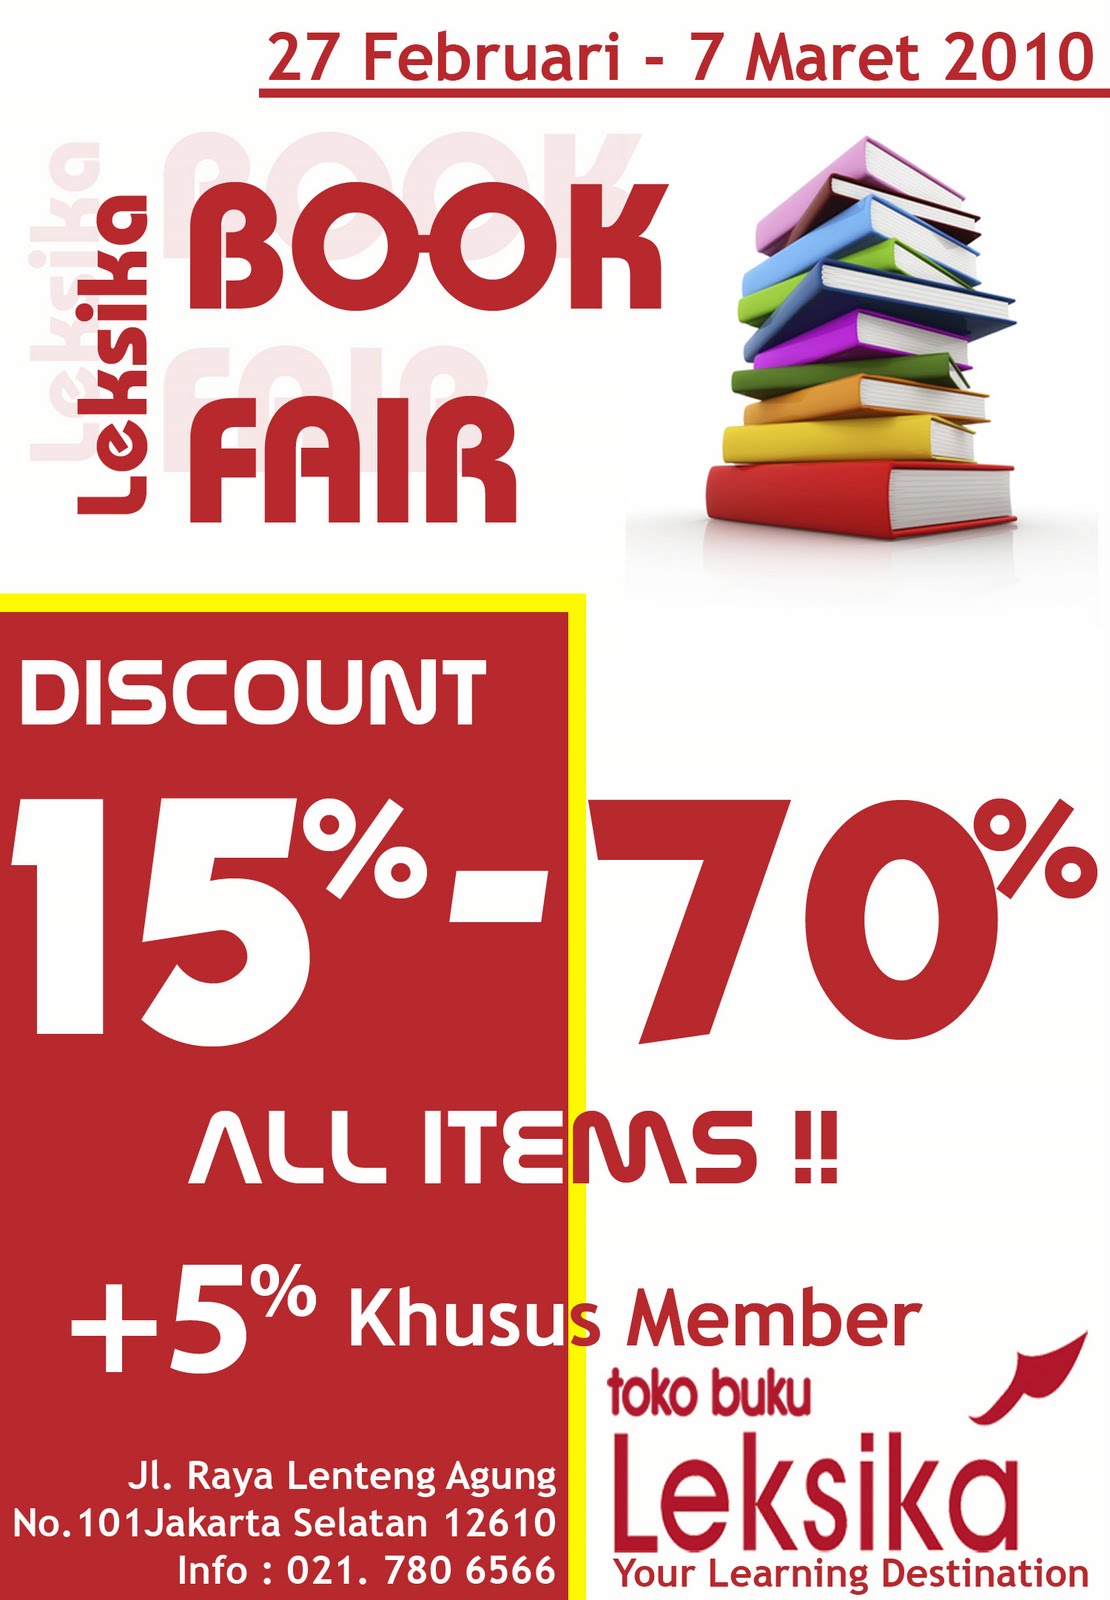 27 Februari - 7 Maret 2010
Leksika
BOOK
FAIR
DISCOUNT
15%-70%
ALL ITEMS !!
+5% Khusus Member
toko buku
Leksika
Your Learning Destination
Jl. Raya Lenteng Agung
No.101Jakarta Selatan 12610
Info : 021. 780 6566